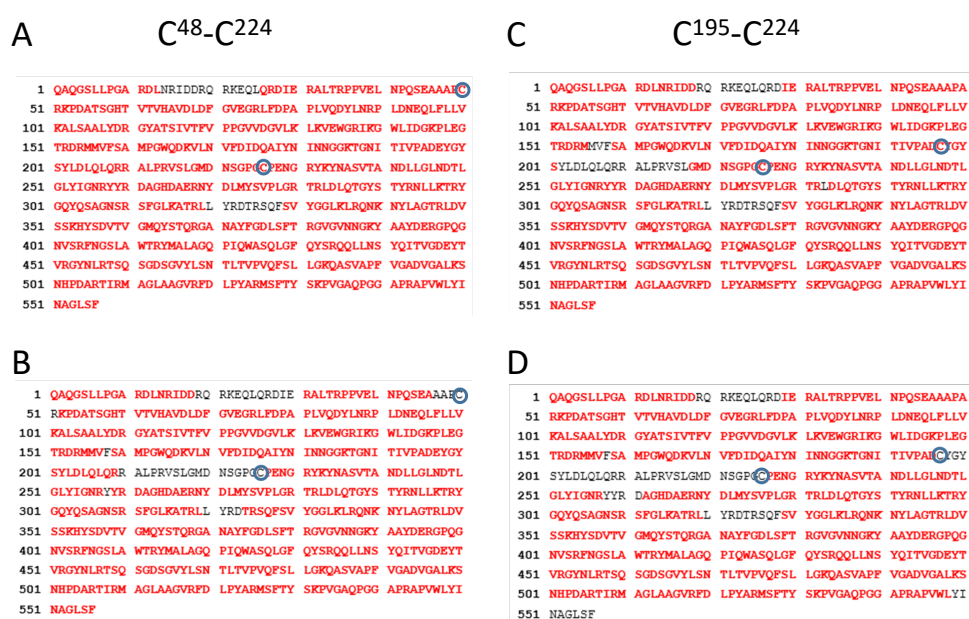 A
C48-C224
1 QAQGSLLPGA RDLNRIDDRQ RKEQLQRDIE RALTRPPVEL NPQSEAAAPC
51 RKPDATSGHT VTVHAVDLDF GVEGRLFDPA PLVQDYLNRP LDNEQLFLLV
101 KALSAALYDR GYATSIVTFV PPGVVDGVLK LKVEWGRIKG WLIDGKPLEG
151 TRDRMMVFSA MPGWQDKVLN VFDIDQAIYN INNGGKTGNI TIVPADEYGY
201 SYLDLQLQRR ALPRVSLGMD NSGPGCPENG RYKYNASVTA NDLLGLNDTL
251 GLYIGNRYYR DAGHDAERNY DLMYSVPLGR TRLDLQTGYS TYRNLLKTRY
301 GQYQSAGNSR SFGLKATRLL YRDTRSQFSV YGGLKLRQNK NYLAGTRLDV
351 SSKHYSDVTV GMQYSTQRGA NAYFGDLSFT RGVGVNNGKY AAYDERGPQG
401 NVSRFNGSLA WTRYMALAGQ PIQWASQLGF QYSRQQLLNS YQITVGDEYT
451 VRGYNLRTSQ SGDSGVYLSN TLTVPVQFSL LGKQASVAPF VGADVGALKS
501 NHPDARTIRM AGLAAGVRFD LPYARMSFTY SKPVGAQPGG APRAPVWLYI
551 NAGLSF
B
1 QAQGSLLPGA RDLNRIDDRQ RKEQLQRDIE RALTRPPVEL NPQSEAAAPC
51 RKPDATSGHT VTVHAVDLDF GVEGRLFDPA PLVQDYLNRP LDNEQLFLLV
101 KALSAALYDR GYATSIVTFV PPGVVDGVLK LKVEWGRIKG WLIDGKPLEG
151 TRDRMMVFSA MPGWQDKVLN VFDIDQAIYN INNGGKTGNI TIVPADEYGY
201 SYLDLQLQRR ALPRVSLGMD NSGPGCPENG RYKYNASVTA NDLLGLNDTL
251 GLYIGNRYYR DAGHDAERNY DLMYSVPLGR TRLDLQTGYS TYRNLLKTRY
301 GQYQSAGNSR SFGLKATRLL YRDTRSQFSV YGGLKLRQNK NYLAGTRLDV
351 SSKHYSDVTV GMQYSTQRGA NAYFGDLSFT RGVGVNNGKY AAYDERGPQG
401 NVSRFNGSLA WTRYMALAGQ PIQWASQLGF QYSRQQLLNS YQITVGDEYT
451 VRGYNLRTSQ SGDSGVYLSN TLTVPVQFSL LGKQASVAPF VGADVGALKS
501 NHPDARTIRM AGLAAGVRFD LPYARMSFTY SKPVGAQPGG APRAPVWLYI
551 NAGLSF
C
C195-C224
1 QAQGSLLPGA RDLNRIDDRQ RKEQLQRDIE RALTRPPVEL NPQSEAAAPA
51 RKPDATSGHT VTVHAVDLDF GVEGRLFDPA PLVQDYLNRP LDNEQLFLLV
101 KALSAALYDR GYATSIVTFV PPGVVDGVLK LKVEWGRIKG WLIDGKPLEG
151 TRDRMMVFSA MPGWQDKVLN VFDIDQAIYN INNGGKTGNI TIVPADCYGY
201 SYLDLQLQRR ALPRVSLGMD NSGPGCPENG RYKYNASVTA NDLLGLNDTL
251 GLYIGNRYYR DAGHDAERNY DLMYSVPLGR TRLDLQTGYS TYRNLLKTRY
301 GQYQSAGNSR SFGLKATRLL YRDTRSQFSV YGGLKLRQNK NYLAGTRLDV
351 SSKHYSDVTV GMQYSTQRGA NAYFGDLSFT RGVGVNNGKY AAYDERGPQG
401 NVSRFNGSLA WTRYMALAGQ PIQWASQLGF QYSRQQLLNS YQITVGDEYT
451 VRGYNLRTSQ SGDSGVYLSN TLTVPVQFSL LGKQASVAPF VGADVGALKS
501 NHPDARTIRM AGLAAGVRFD LPYARMSFTY SKPVGAQPGG APRAPVWLYI
551 NAGLSF
D
1 QAQGSLLPGA RDLNRIDDRQ RKEQLQRDIE RALTRPPVEL NPQSEAAAPA
51 RKPDATSGHT VTVHAVDLDF GVEGRLFDPA PLVQDYLNRP LDNEQLFLLV
101 KALSAALYDR GYATSIVTFV PPGVVDGVLK LKVEWGRIKG WLIDGKPLEG
151 TRDRMMVFSA MPGWQDKVLN VFDIDQAIYN INNGGKTGNI TIVPADCYGY
201 SYLDLQLQRR ALPRVSLGMD NSGPGCPENG RYKYNASVTA NDLLGLNDTL
251 GLYIGNRYYR DAGHDAERNY DLMYSVPLGR TRLDLQTGYS TYRNLLKTRY
301 GQYQSAGNSR SFGLKATRLL YRDTRSQFSV YGGLKLRQNK NYLAGTRLDV
351 SSKHYSDVTV GMQYSTQRGA NAYFGDLSFT RGVGVNNGKY AAYDERGPQG
401 NVSRFNGSLA WTRYMALAGQ PIQWASQLGF QYSRQQLLNS YQITVGDEYT
451 VRGYNLRTSQ SGDSGVYLSN TLTVPVQFSL LGKQASVAPF VGADVGALKS
501 NHPDARTIRM AGLAAGVRFD LPYARMSFTY SKPVGAQPGG APRAPVWLYI
551 NAGLSF